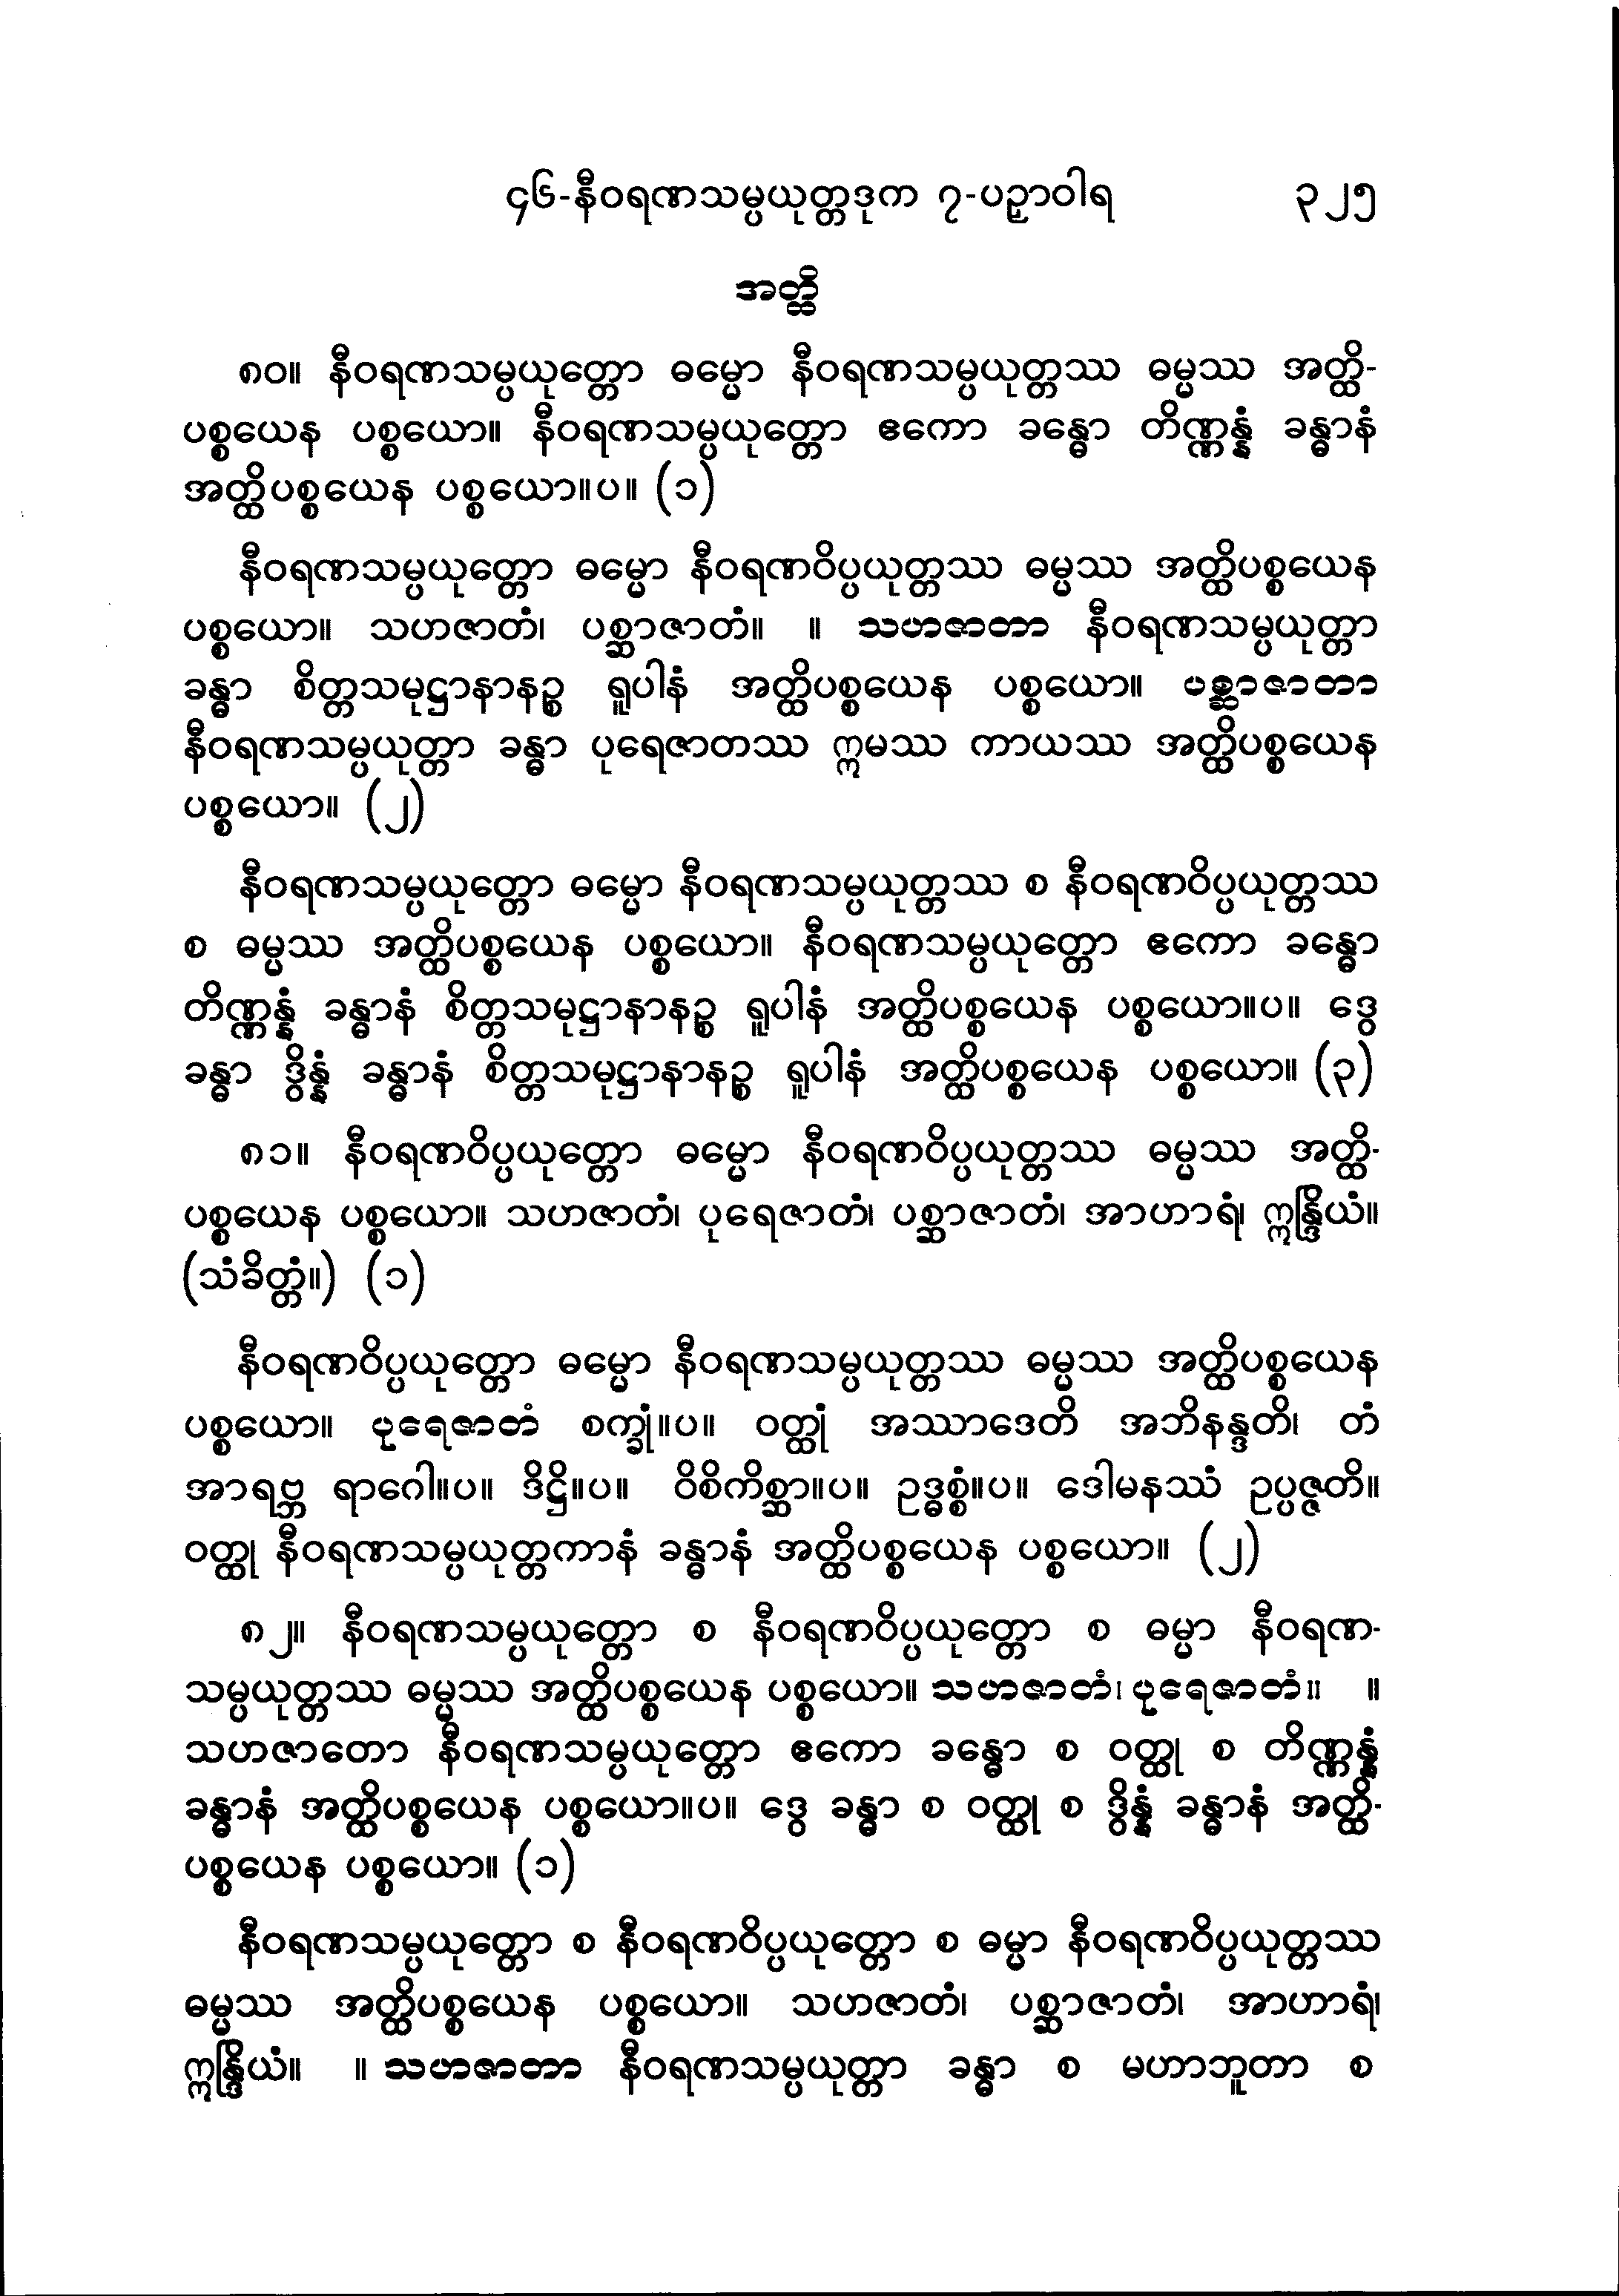 ၄၆-နီဝရဏသမ္ပယုတ္တဒုက ၇-ပဉှာဝါရ ၃၂၅
အတ္ထိ
၈၀။ နီဝရဏသမ္ပယုတ္တော ဓမ္မော နီဝရဏသမ္ပယုတ္တဿ ဓမ္မဿ အတ္ထိ-
ပစ္စယေန ပစ္စယော။ နီဝရဏသမ္ပယုတ္တော ဧကော ခန္ဓော တိဏ္ဏန္နံ ခန္ဓာနံ
အတ္ထိပစ္စယေန ပစ္စယော။ပ။ (၁)
နီဝရဏသမ္ပယုတ္တော ဓမ္မော နီဝရဏဝိပ္ပယုတ္တဿ ဓမ္မဿ အတ္ထိပစ္စယေန
ပစ္စယော။ သဟဇာတံ၊ ပစ္ဆာဇာတံ။ ။ သဟဇာတာ နီဝရဏသမ္ပယုတ္တာ
ခန္ဓာ စိတ္တသမုဋ္ဌာနာနဉ္စ ရူပါနံ အတ္ထိပစ္စယေန ပစ္စယော။ ပစ္ဆာဇာတာ
နီဝရဏသမ္ပယုတ္တာ ခန္ဓာ ပုရေဇာတဿ ဣမဿ ကာယဿ အတ္ထိပစ္စယေန
ပစ္စယော။ (၂)
နီဝရဏသမ္ပယုတ္တော ဓမ္မော နီဝရဏသမ္ပယုတ္တဿ စ နီဝရဏဝိပ္ပယုတ္တဿ
စ ဓမ္မဿ အတ္ထိပစ္စယေန ပစ္စယော။ နီဝရဏသမ္ပယုတ္တော ဧကော ခန္ဓော
တိဏ္ဏန္နံ ခန္ဓာနံ စိတ္တသမုဋ္ဌာနာနဉ္စ ရူပါနံ အတ္ထိပစ္စယေန ပစ္စယော။ပ။ ဒွေ
ခန္ဓာ ဒွိန္နံ ခန္ဓာနံ စိတ္တသမုဋ္ဌာနာနဉ္စ ရူပါနံ အတ္ထိပစ္စယေန ပစ္စယော။ (၃)
၈၁။ နီဝရဏဝိပ္ပယုတ္တော ဓမ္မော နီဝရဏဝိပ္ပယုတ္တဿ ဓမ္မဿ အတ္ထိ-
ပစ္စယေန ပစ္စယော။ သဟဇာတံ၊ ပုရေဇာတံ၊ ပစ္ဆာဇာတံ၊ အာဟာရံ၊ ဣန္ဒြိယံ။
(သံခိတ္တံ။) (၁)
နီဝရဏဝိပ္ပယုတ္တော ဓမ္မော နီဝရဏသမ္ပယုတ္တဿ ဓမ္မဿ အတ္ထိပစ္စယေန
ပစ္စယော။ ပုရေဇာတံ စက္ခုံ။ပ။ ဝတ္ထုံ အဿာဒေတိ အဘိနန္ဒတိ၊ တံ
အာရဗ္ဘ ရာဂေါ။ပ။ ဒိဋ္ဌိ။ပ။ ဝိစိကိစ္ဆာ။ပ။ ဥဒ္ဓစ္စံ။ပ။ ဒေါမနဿံ ဥပ္ပဇ္ဇတိ။
ဝတ္ထု နီဝရဏသမ္ပယုတ္တကာနံ ခန္ဓာနံ အတ္ထိပစ္စယေန ပစ္စယော။ (၂)
၈၂။ နီဝရဏသမ္ပယုတ္တော စ နီဝရဏဝိပ္ပယုတ္တော စ ဓမ္မာ နီဝရဏ-
သမ္ပယုတ္တဿ ဓမ္မဿ အတ္ထိပစ္စယေန ပစ္စယော။ သဟဇာတံ၊ ပုရေဇာတံ။ ။
သဟဇာတော နီဝရဏသမ္ပယုတ္တော ဧကော ခန္ဓော စ ဝတ္ထု စ တိဏ္ဏန္နံ
ခန္ဓာနံ အတ္ထိပစ္စယေန ပစ္စယော။ပ။ ဒွေ ခန္ဓာ စ ဝတ္ထု စ ဒွိန္နံ ခန္ဓာနံ အတ္ထိ-
ပစ္စယေန ပစ္စယော။ (၁)
နီဝရဏသမ္ပယုတ္တော စ နီဝရဏဝိပ္ပယုတ္တော စ ဓမ္မာ နီဝရဏဝိပ္ပယုတ္တဿ
ဓမ္မဿ အတ္ထိပစ္စယေန ပစ္စယော။ သဟဇာတံ၊ ပစ္ဆာဇာတံ၊ အာဟာရံ၊
ဣန္ဒြိယံ။ ။ သဟဇာတာ နီဝရဏသမ္ပယုတ္တာ ခန္ဓာ စ မဟာဘူတာ စ